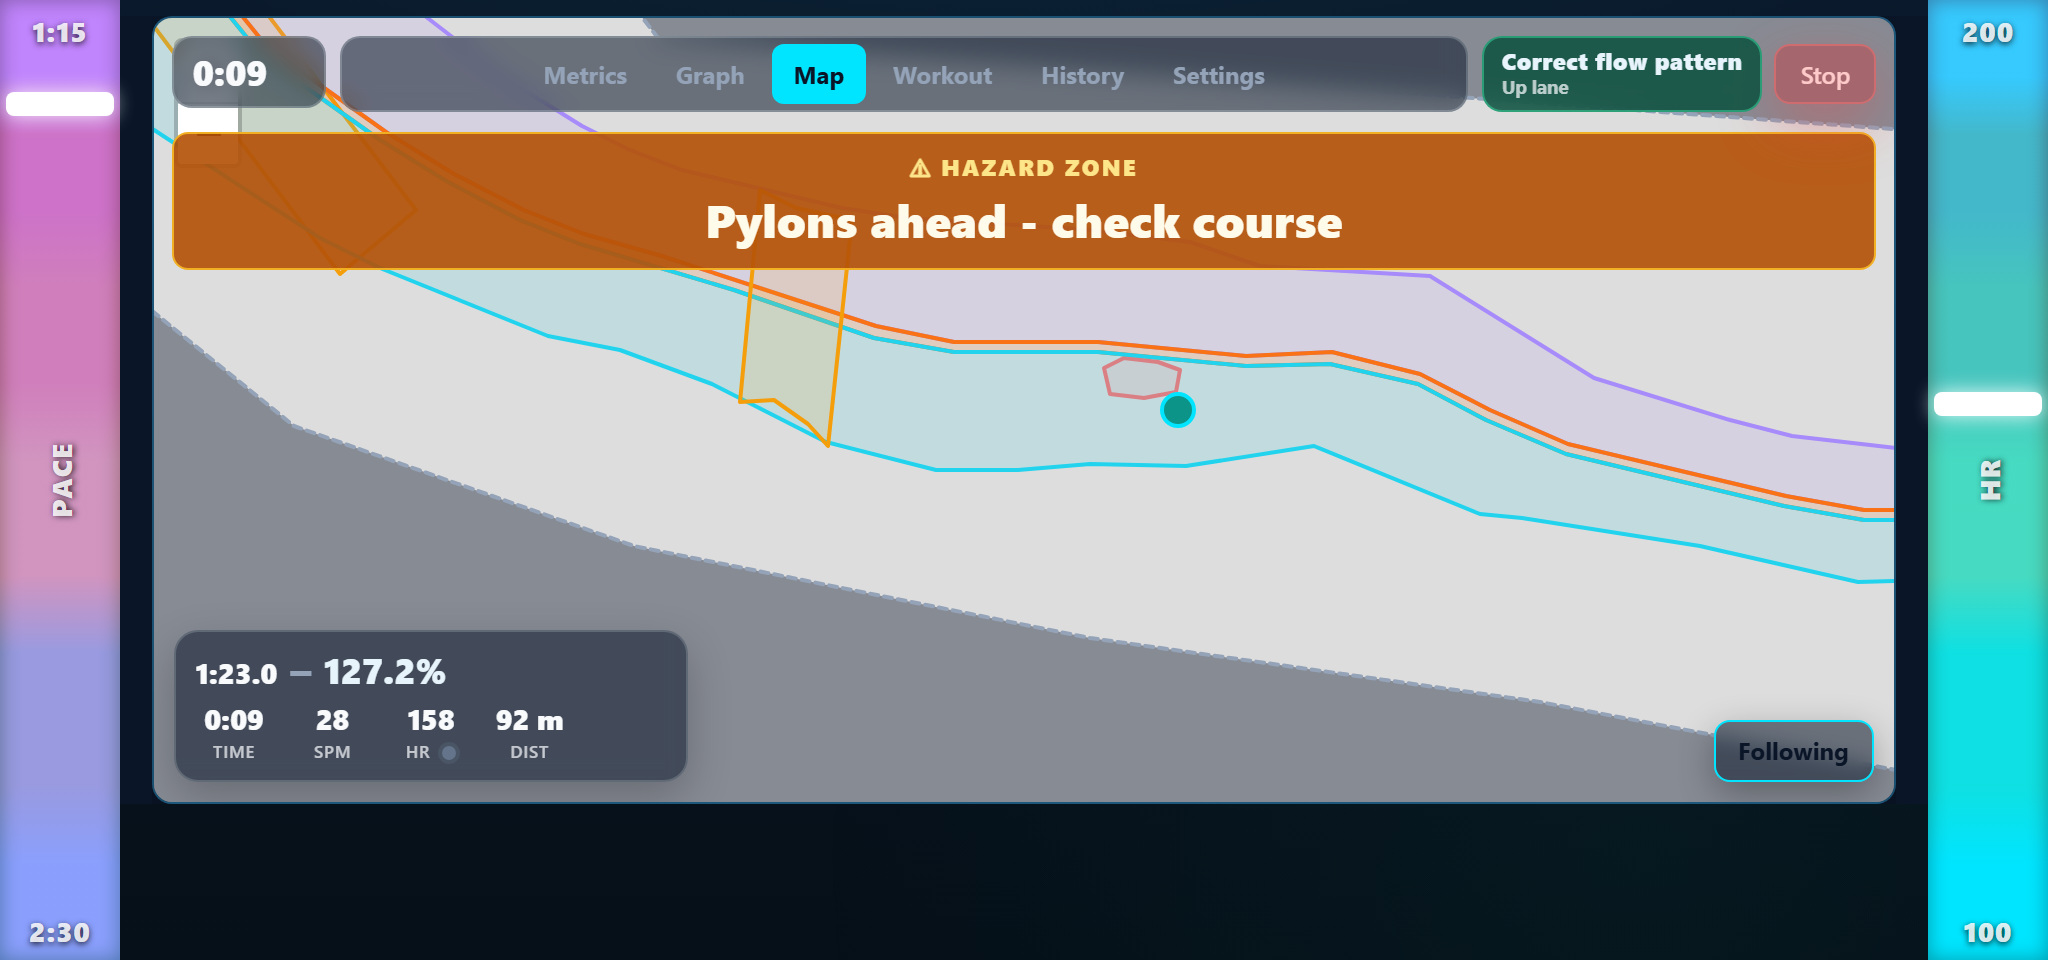 1:15
0:09
Metrics Graph Map Workout History Settings
Correct flow pattern
Up lane
Stop
200
⚠ HAZARD ZONE
Pylons ahead - check course
PACE
HR
1:23.0 — 127.2%
0:09 28 158 92 m
TIME SPM HR DIST
Following
2:30
100